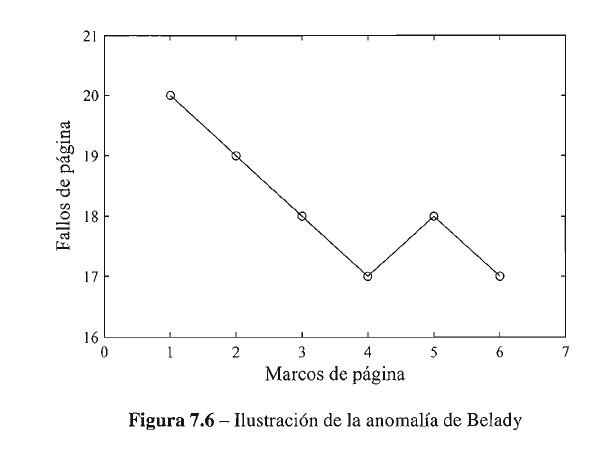 21
20
19
18
17
16
Fallos de página
0 1 2 3 4 5 6 7
Marcos de página
Figura 7.6 – Ilustración de la anomalía de Belady